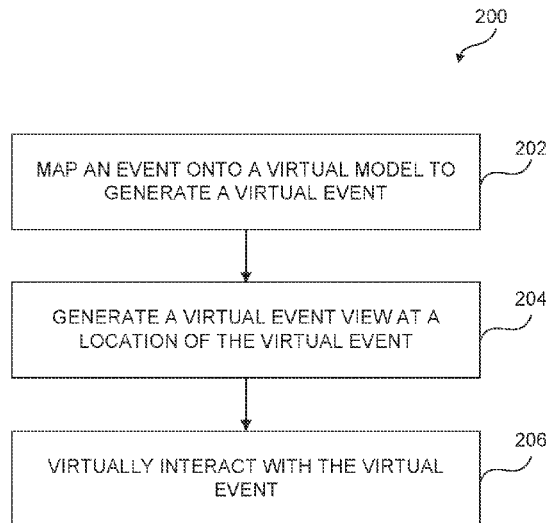 200
MAP AN EVENT ONTO A VIRTUAL MODEL TO
GENERATE A VIRTUAL EVENT
202
GENERATE A VIRTUAL EVENT VIEW AT A
LOCATION OF THE VIRTUAL EVENT
204
VIRTUALLY INTERACT WITH THE VIRTUAL
EVENT
206